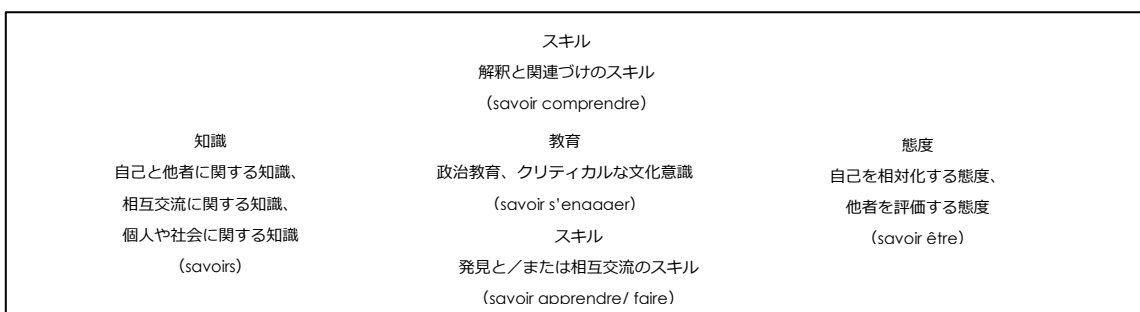 スキル
解釈と関連づけのスキル
（savoir comprendre）
知識
自己と他者に関する知識、
相互交流に関する知識、
個人や社会に関する知識
（savoirs）
教育
政治教育、クリティカルな文化意識
（savoir s'engager）
スキル
発見と／または相互交流のスキル
（savoir apprendre/ faire）
態度
自己を相対化する態度、
他者を評価する態度
（savoir être）